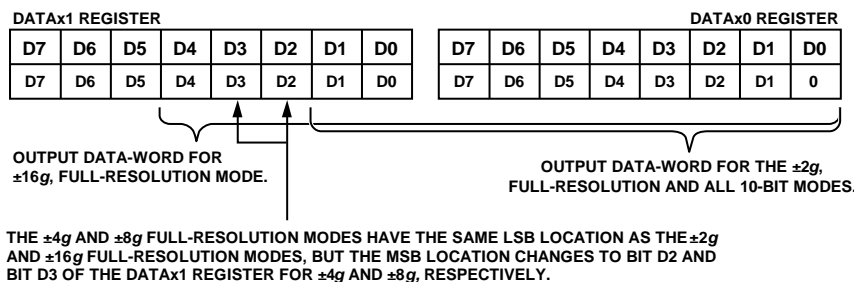 DATAx1 REGISTER
DATAx0 REGISTER
D7 D6 D5 D4 D3 D2 D1 D0
D7 D6 D5 D4 D3 D2 D1 D0
D7 D6 D5 D4 D3 D2 D1 D0
D7 D6 D5 D4 D3 D2 D1 0
OUTPUT DATA-WORD FOR
±16g, FULL-RESOLUTION MODE.
OUTPUT DATA-WORD FOR THE ±2g,
FULL-RESOLUTION AND ALL 10-BIT MODES.
THE ±4g AND ±8g FULL-RESOLUTION MODES HAVE THE SAME LSB LOCATION AS THE ±2g
AND ±16g FULL-RESOLUTION MODES, BUT THE MSB LOCATION CHANGES TO BIT D2 AND
BIT D3 OF THE DATAx1 REGISTER FOR ±4g AND ±8g, RESPECTIVELY.